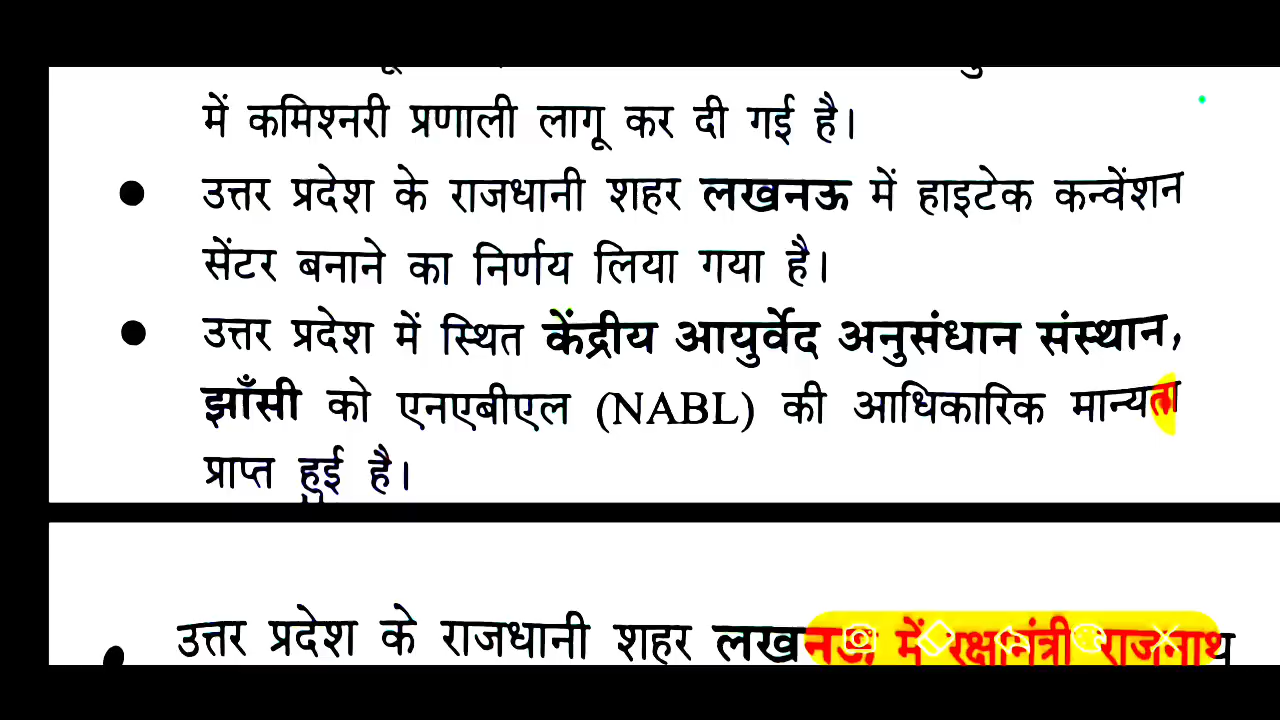 में कमिश्नरी प्रणाली लागू कर दी गई है।
● उत्तर प्रदेश के राजधानी शहर लखनऊ में हाइटेक कन्वेंशन
सेंटर बनाने का निर्णय लिया गया है।
● उत्तर प्रदेश में स्थित केंद्रीय आयुर्वेद अनुसंधान संस्थान,
झाँसी को एनएबीएल (NABL) की आधिकारिक मान्यता
प्राप्त हुई है।
● उत्तर प्रदेश के राजधानी शहर लखनऊ में रक्षामंत्री राजनाथ